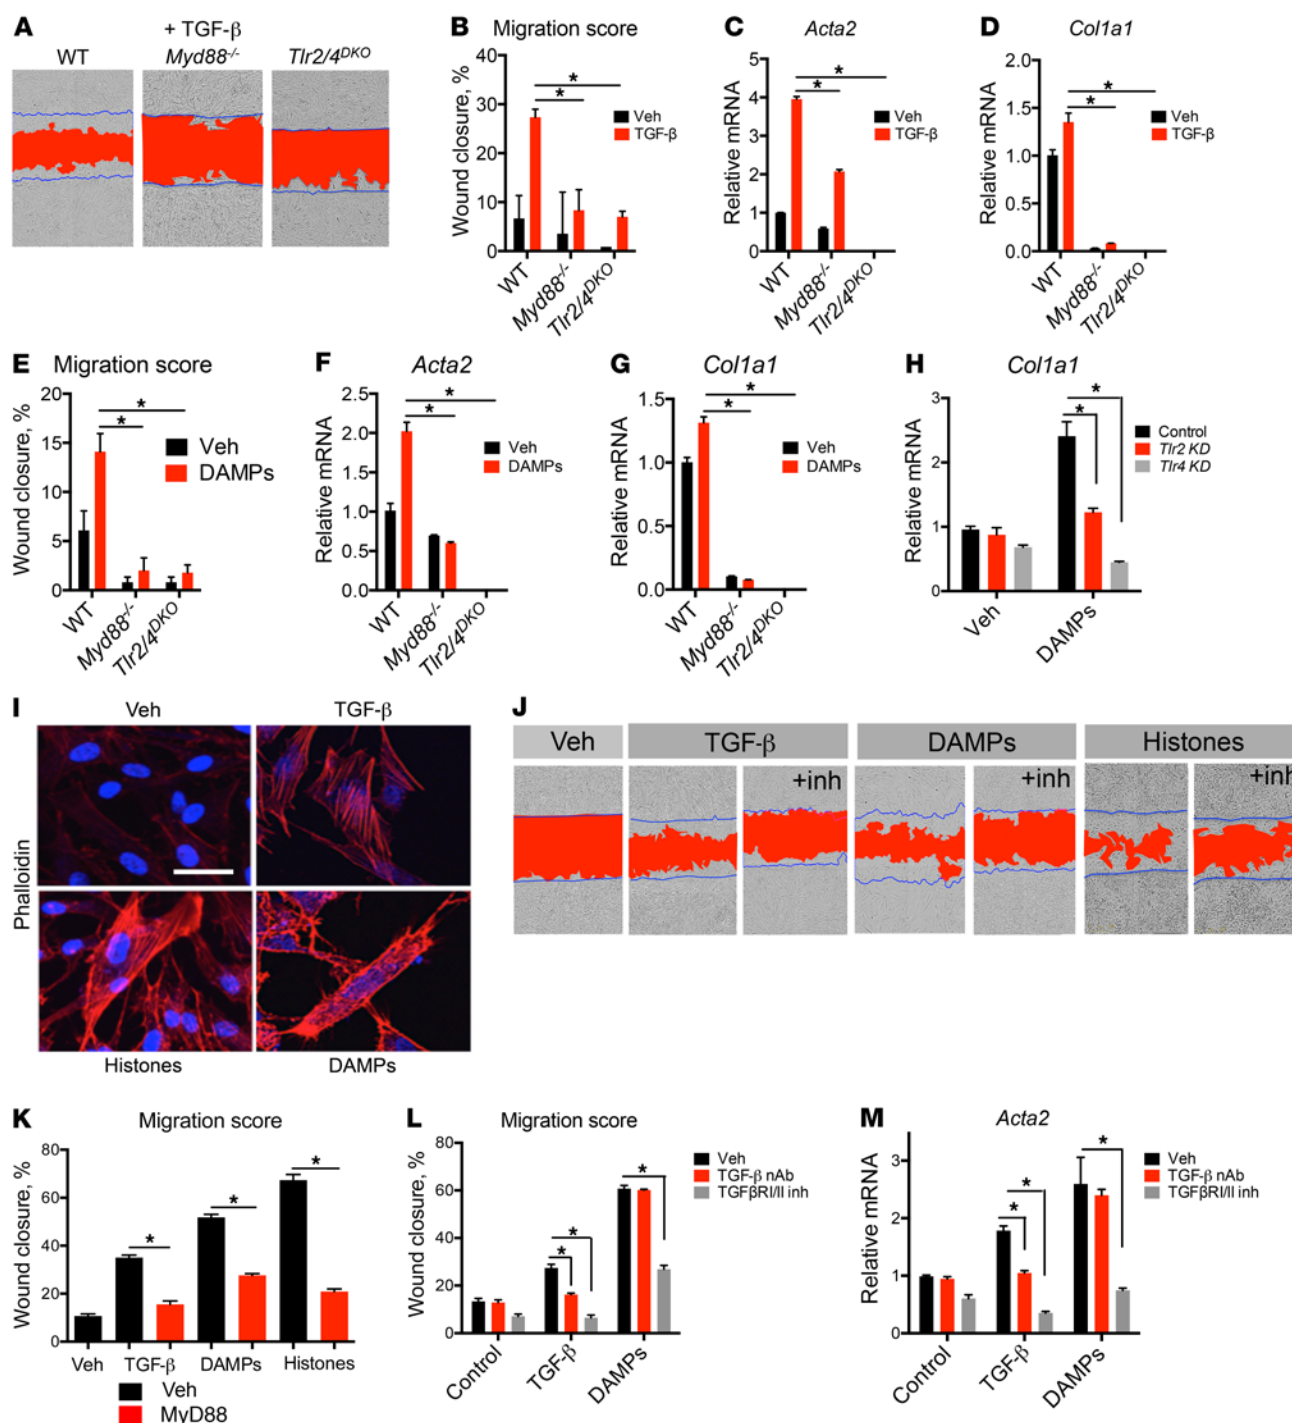 A
+ TGF-β
WT
Myd88-/-
Tlr2/4DKO
B
Migration score
Wound closure, %
40
30
20
10
0
Veh
TGF-β
*
*
WT
Myd88-/-
Tlr2/4DKO
C
Acta2
Relative mRNA
5
4
3
2
1
0
Veh
TGF-β
*
*
WT
Myd88-/-
Tlr2/4DKO
D
Col1a1
Relative mRNA
2.0
1.5
1.0
0.5
0.0
Veh
TGF-β
*
*
WT
Myd88-/-
Tlr2/4DKO
E
Migration score
Wound closure, %
20
15
10
5
0
Veh
DAMPs
*
*
WT
Myd88-/-
Tlr2/4DKO
F
Acta2
Relative mRNA
2.5
2.0
1.5
1.0
0.5
0.0
Veh
DAMPs
*
*
WT
Myd88-/-
Tlr2/4DKO
G
Col1a1
Relative mRNA
1.5
1.0
0.5
0.0
Veh
DAMPs
*
*
WT
Myd88-/-
Tlr2/4DKO
H
Col1a1
Relative mRNA
3
2
1
0
Control
Tlr2 KD
Tlr4 KD
*
*
Veh
DAMPs
I
Veh
TGF-β
Phalloidin
Histones
DAMPs
J
Veh
TGF-β
DAMPs
Histones
+inh
+inh
+inh
K
Migration score
Wound closure, %
80
60
40
20
0
*
*
*
Veh
TGF-β
DAMPs
Histones
Veh
MyD88
L
Migration score
Wound closure, %
80
60
40
20
0
Veh
TGF-β nAb
TGFβRI/II inh
*
*
*
Control
TGF-β
DAMPs
M
Acta2
Relative mRNA
3
2
1
0
Veh
TGF-β nAb
TGFβRI/II inh
*
*
*
Control
TGF-β
DAMPs